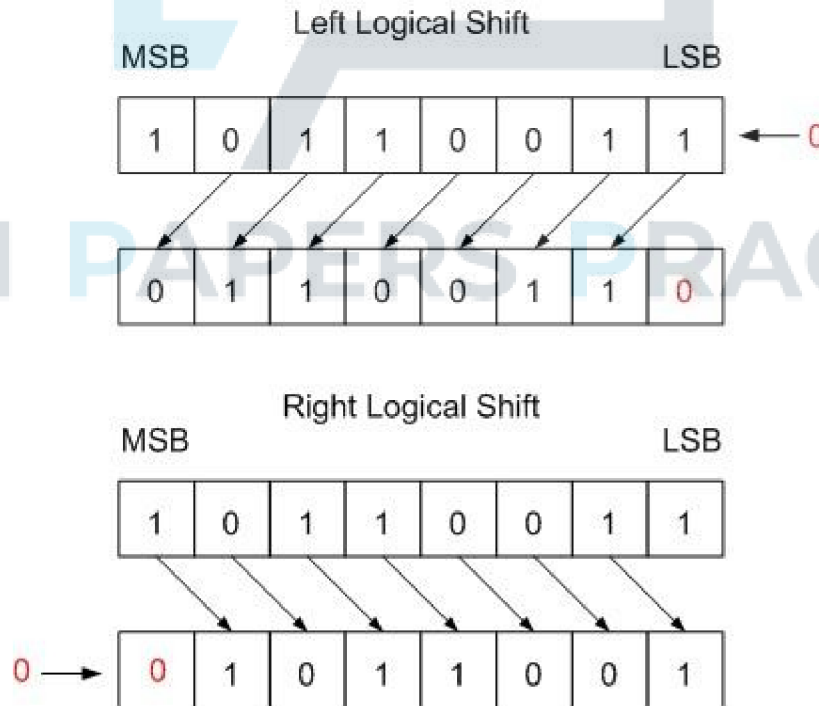 Left Logical Shift
MSB LSB
1 0 1 1 0 0 1 1 0
PAPERS PRAC
0 1 1 0 0 1 1 0
Right Logical Shift
MSB LSB
1 0 1 1 0 0 1 1
0 0 1 0 1 1 0 0 1